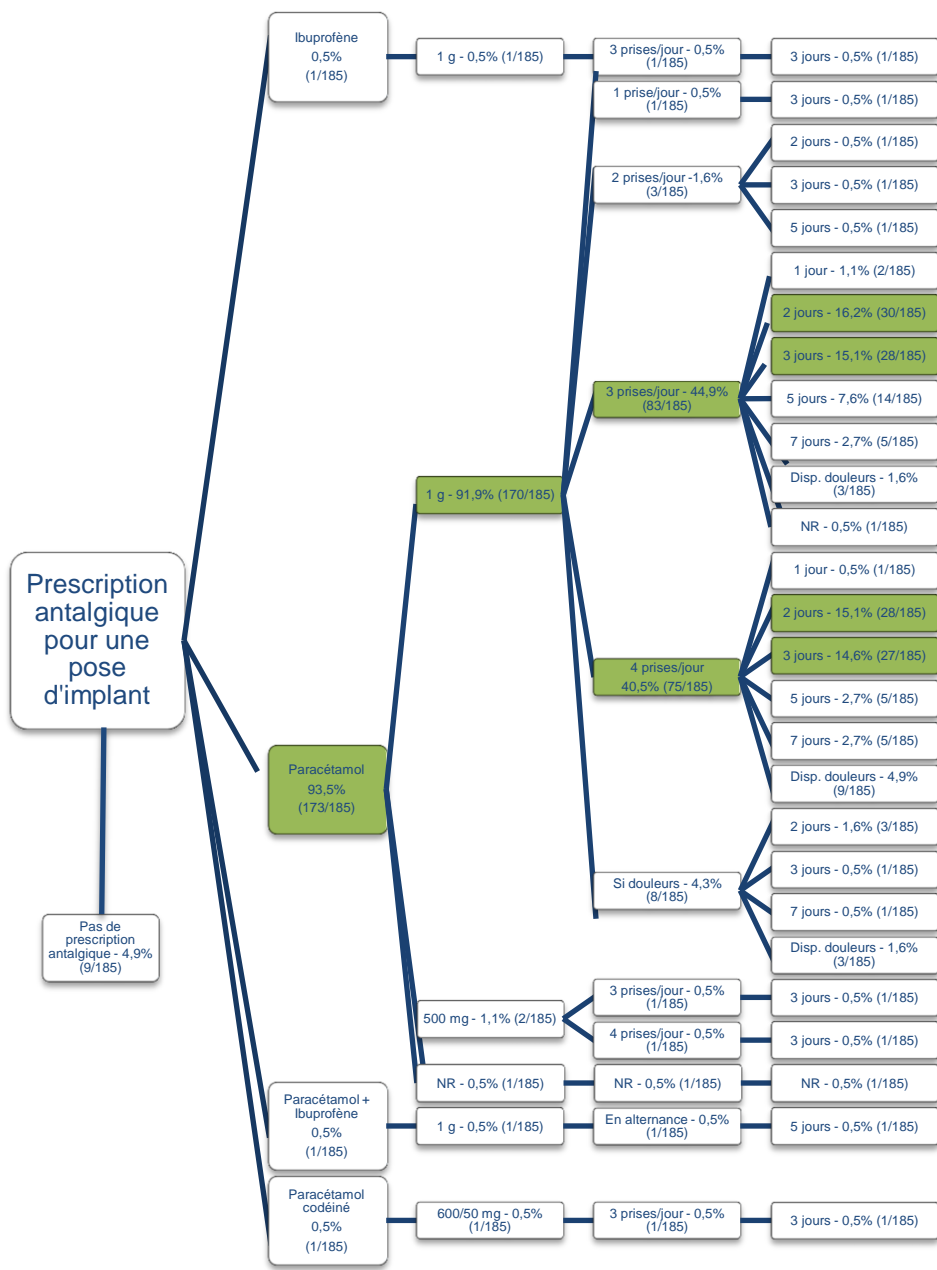 Ibuprofène
0,5%
(1/185)
1 g - 0,5% (1/185)
3 prises/jour - 0,5%
(1/185)
3 jours - 0,5% (1/185)
1 prise/jour - 0,5%
(1/185)
3 jours - 0,5% (1/185)
2 prises/jour -1,6%
(3/185)
2 jours - 0,5% (1/185)
3 jours - 0,5% (1/185)
5 jours - 0,5% (1/185)
3 prises/jour - 44,9%
(83/185)
1 jour - 1,1% (2/185)
2 jours - 16,2% (30/185)
3 jours - 15,1% (28/185)
5 jours - 7,6% (14/185)
7 jours - 2,7% (5/185)
Disp. douleurs - 1,6%
(3/185)
NR - 0,5% (1/185)
1 g - 91,9% (170/185)
Prescription
antalgique
pour une
pose
d'implant
4 prises/jour
40,5% (75/185)
1 jour - 0,5% (1/185)
2 jours - 15,1% (28/185)
3 jours - 14,6% (27/185)
5 jours - 2,7% (5/185)
7 jours - 2,7% (5/185)
Disp. douleurs - 4,9%
(9/185)
Paracétamol
93,5%
(173/185)
Si douleurs - 4,3%
(8/185)
2 jours - 1,6% (3/185)
3 jours - 0,5% (1/185)
7 jours - 0,5% (1/185)
Disp. douleurs - 1,6%
(3/185)
Pas de
prescription
antalgique - 4,9%
(9/185)
500 mg - 1,1% (2/185)
3 prises/jour - 0,5%
(1/185)
3 jours - 0,5% (1/185)
4 prises/jour - 0,5%
(1/185)
3 jours - 0,5% (1/185)
NR - 0,5% (1/185)
NR - 0,5% (1/185)
NR - 0,5% (1/185)
Paracétamol +
Ibuprofène
0,5%
(1/185)
1 g - 0,5% (1/185)
En alternance - 0,5%
(1/185)
5 jours - 0,5% (1/185)
Paracétamol
codéiné
0,5%
(1/185)
600/50 mg - 0,5%
(1/185)
3 prises/jour - 0,5%
(1/185)
3 jours - 0,5% (1/185)